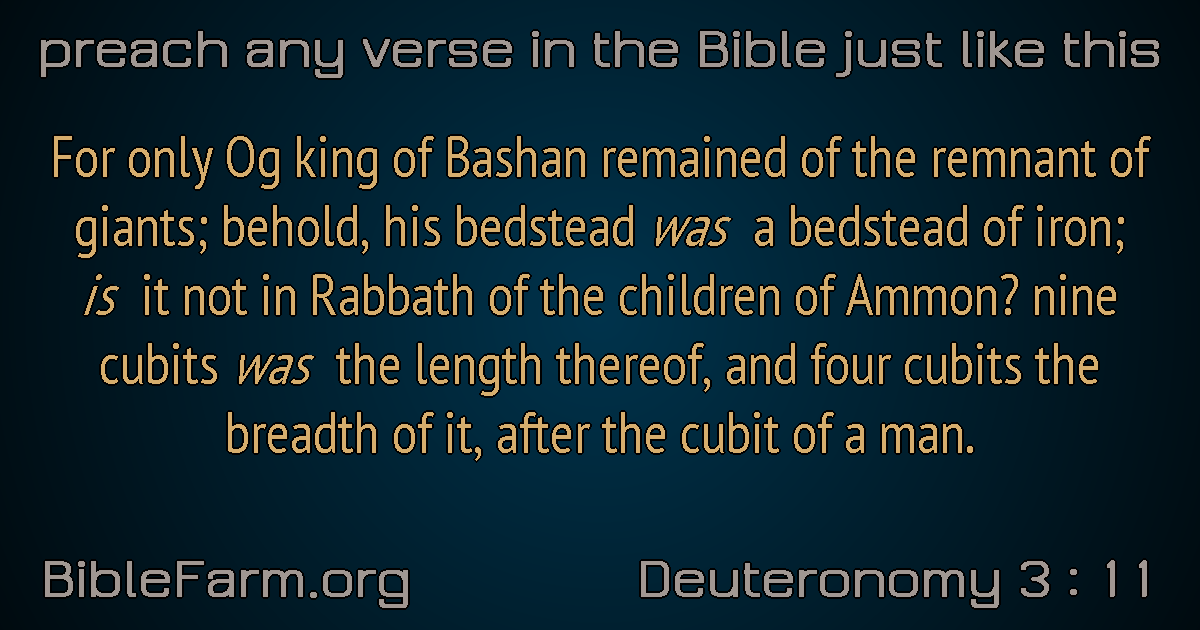 preach any verse in the Bible just like this
For only Og king of Bashan remained of the remnant of
giants; behold, his bedstead was a bedstead of iron;
is it not in Rabbath of the children of Ammon? nine
cubits was the length thereof, and four cubits the
breadth of it, after the cubit of a man.
BibleFarm.org
Deuteronomy 3 : 11